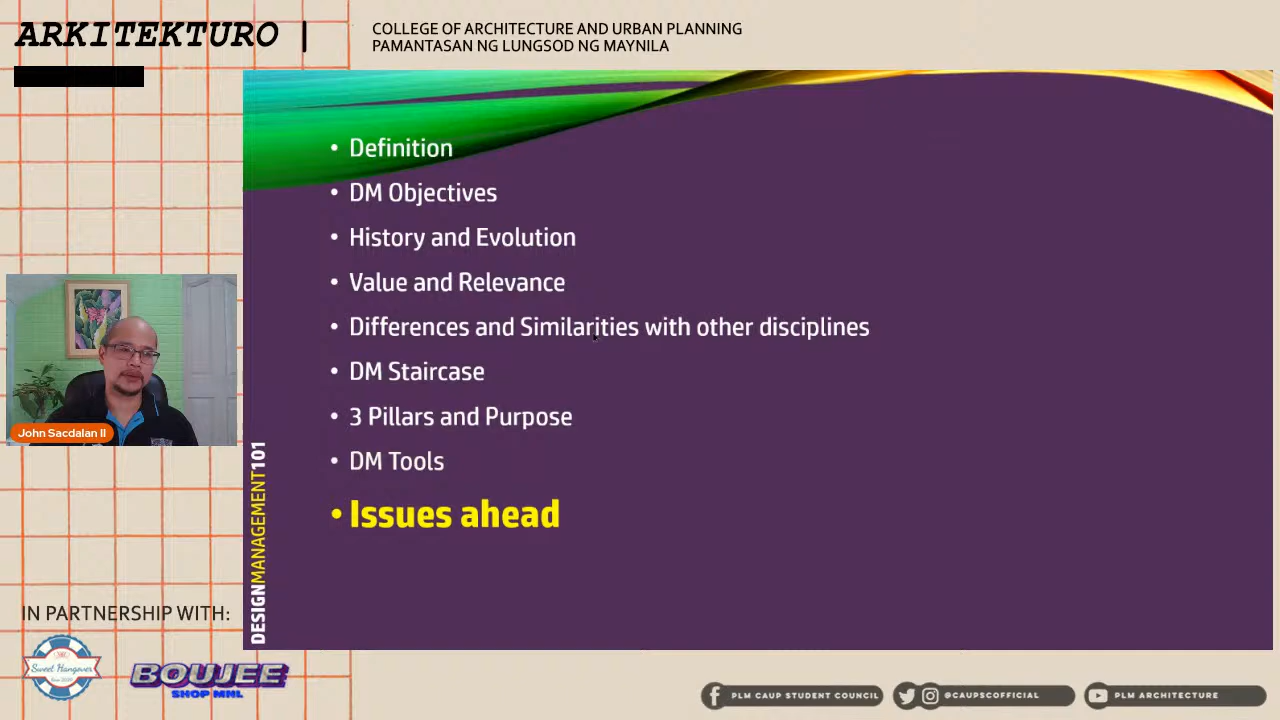 ARKITEKTURO |
COLLEGE OF ARCHITECTURE AND URBAN PLANNING
PAMANTASAN NG LUNGSOD NG MAYNILA
• Definition
• DM Objectives
• History and Evolution
• Value and Relevance
• Differences and Similarities with other disciplines
• DM Staircase
• 3 Pillars and Purpose
• DM Tools
• Issues ahead
DESIGNMANAGEMENT101
John Sacdalan II
IN PARTNERSHIP WITH:
Sweet Hangover
BOUJEE
SHOP MNL
PLM CAUP STUDENT COUNCIL
@CAUPSCOFFICIAL
PLM ARCHITECTURE